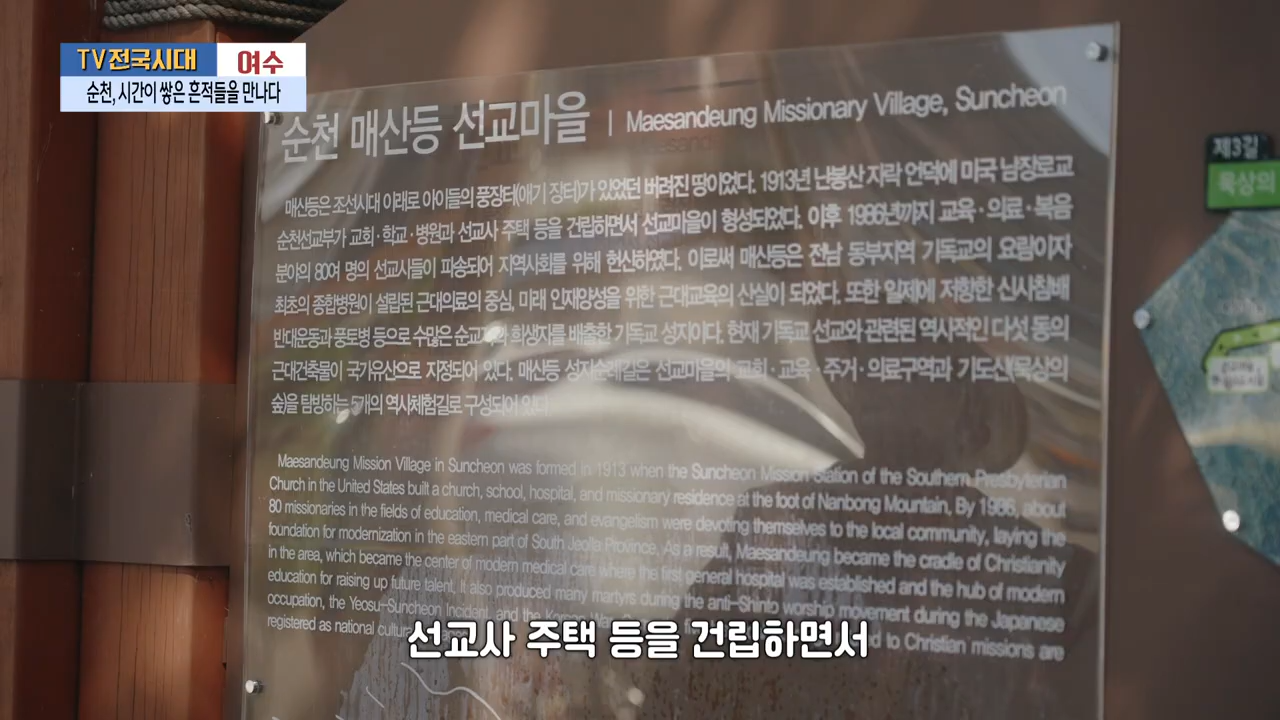 TV전국시대 여수
순천, 시간이 쌓은 흔적들을 만나다
순천 매산등 선교마을 | Maesandeung Missionary Village, Suncheon
매산등은 조선시대 이래로 아이들의 풍장터(애기 장터)가 있었던 버려진 땅이었다. 1913년 난봉산 자락 언덕에 미국 남장로교
순천선교부가 교회·학교·병원과 선교사 주택 등을 건립하면서 선교마을이 형성되었다. 이후 1986년까지 교육·의료·복음
분야의 80여 명의 선교사들이 파송되어 지역사회를 위해 헌신하였다. 이로써 매산등은 전남 동부지역 기독교의 요람이자
최초의 종합병원이 설립된 근대의료의 중심, 미래 인재양성을 위한 근대교육의 산실이 되었다. 또한 일제에 저항한 신사참배
반대운동과 풍토병 등으로 수많은 순교자와 희생자를 배출한 기독교 성지이다. 현재 기독교 선교와 관련된 역사적인 다섯 동의
근대건축물이 국가유산으로 지정되어 있다. 매산등 성지순례길은 선교마을의 교회·교육·주거·의료구역과 기도산(묵상의
숲)을 탐방하는 5개의 역사체험길로 구성되어 있다.
Maesandeung Mission Village in Suncheon was formed in 1913 when the Suncheon Mission Station of the Southern Presbyterian
Church in the United States built a church, school, hospital, and missionary residence at the foot of Nanbong Mountain. By 1986, about
80 missionaries in the fields of education, medical care, and evangelism were devoting themselves to the local community, laying the
foundation for modernization in the eastern part of South Jeolla Province. As a result, Maesandeung became the cradle of Christianity
in the area, which became the center of modern medical care where the first general hospital was established and the hub of modern
education for raising up future talent. It also produced many martyrs during the anti-Shinto worship movement during the Japanese
occupation, the Yeosu-Suncheon Incident, and the Korean War.
registered as national cultural to Christian missions are
제3길
묵상의
선교사 주택 등을 건립하면서